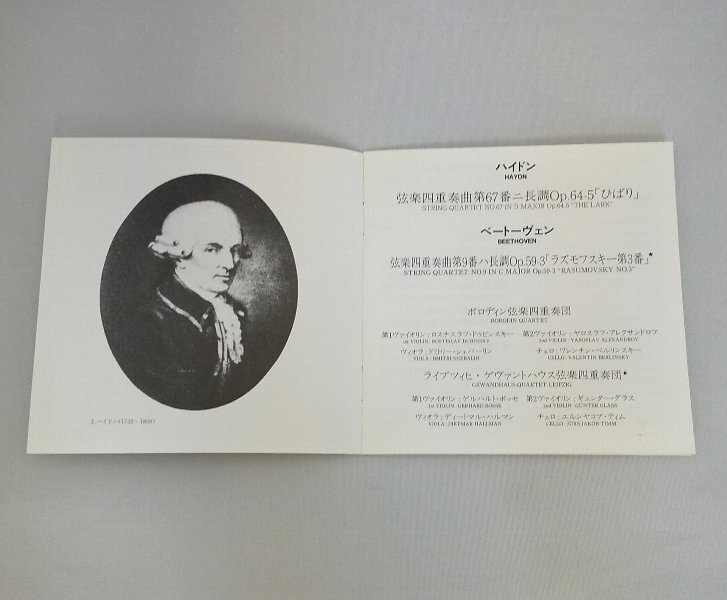 J. ハイドン(1732－1809)
ハイドン
HAYDN
弦楽四重奏曲第67番ニ長調Op.64-5「ひばり」
STRING QUARTET NO.67 IN D MAJOR Op.64-5 "THE LARK"
ベートーヴェン
BEETHOVEN
弦楽四重奏曲第9番ハ長調Op.59-3「ラズモフスキー第3番」★
STRING QUARTET NO.9 IN C MAJOR Op.59-3 "RASUMOVSKY NO.3"
ボロディン弦楽四重奏団
BORODIN QUARTET
第1ヴァイオリン：ロスチスラフ・ドゥビンスキー 第2ヴァイオリン：ヤロスラフ・アレクサンドロフ
1st VIOLIN : ROSTISLAV DUBINSKY 2nd VIOLIN : YAROSLAV ALEXANDROV
ヴィオラ：ドミトリー・シェバーリン チェロ：ワレンチン・ベルリンスキー
VIOLA : DMITRI SHEBALIN CELLO : VALENTIN BERLINSKY
ライプツィヒ・ゲヴァントハウス弦楽四重奏団★
GEWANDHAUS-QUARTET, LEIPZIG
第1ヴァイオリン：ゲルハルト・ボッセ 第2ヴァイオリン：ギュンター・グラス
1st VIOLIN : GERHARD BOSSE 2nd VIOLIN : GÜNTER GLASS
ヴィオラ：ディートマル・ハルマン チェロ：ユルンヤコブ・ティム
VIOLA : DIETMAR HALLMAN CELLO : JÜRNJAKOB TIMM